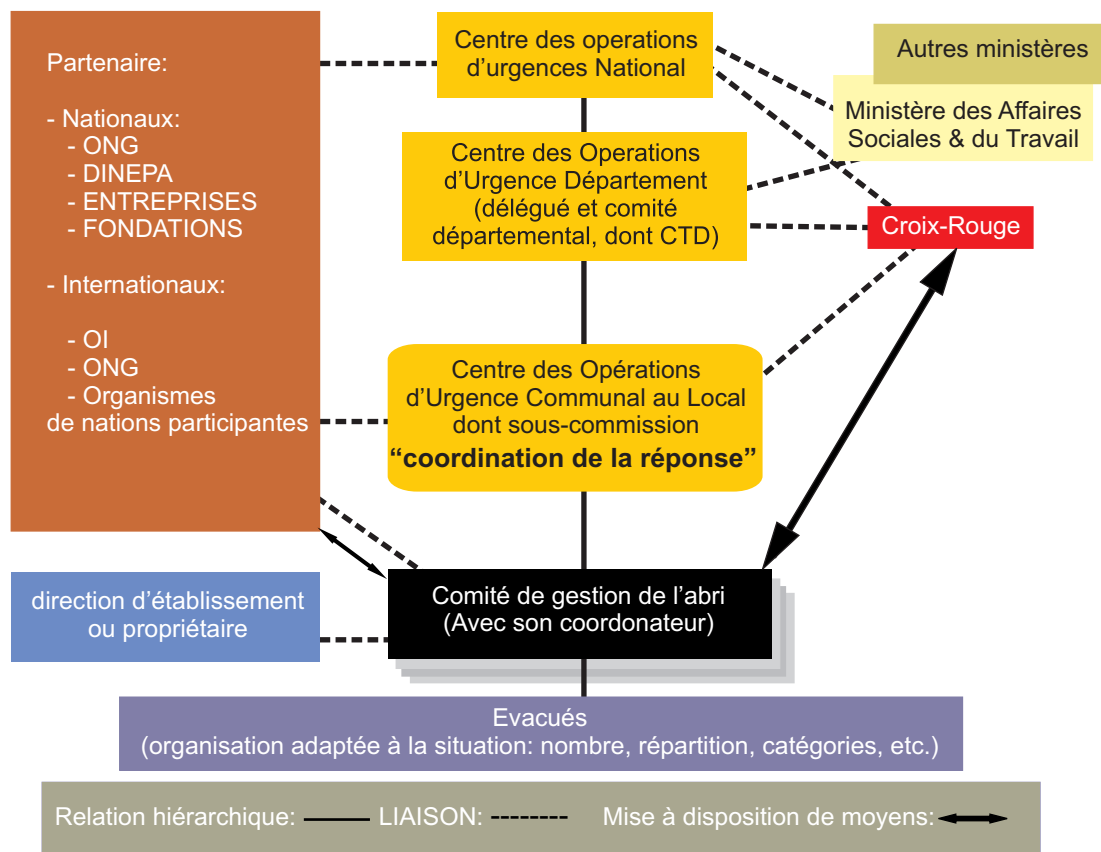 Partenaire:
- Nationaux:
- ONG
- DINEPA
- ENTREPRISES
- FONDATIONS
- Internationaux:
- OI
- ONG
- Organismes
de nations participantes
Centre des operations
d'urgences National
Autres ministères
Ministère des Affaires
Sociales & du Travail
Centre des Operations
d'Urgence Département
(délégué et comité
départemental, dont CTD)
Croix-Rouge
Centre des Opérations
d'Urgence Communal au Local
dont sous-commission
“coordination de la réponse”
direction d'établissement
ou propriétaire
Comité de gestion de l'abri
(Avec son coordonateur)
Evacués
(organisation adaptée à la situation: nombre, répartition, catégories, etc.)
Relation hiérarchique: LIAISON: Mise à disposition de moyens: